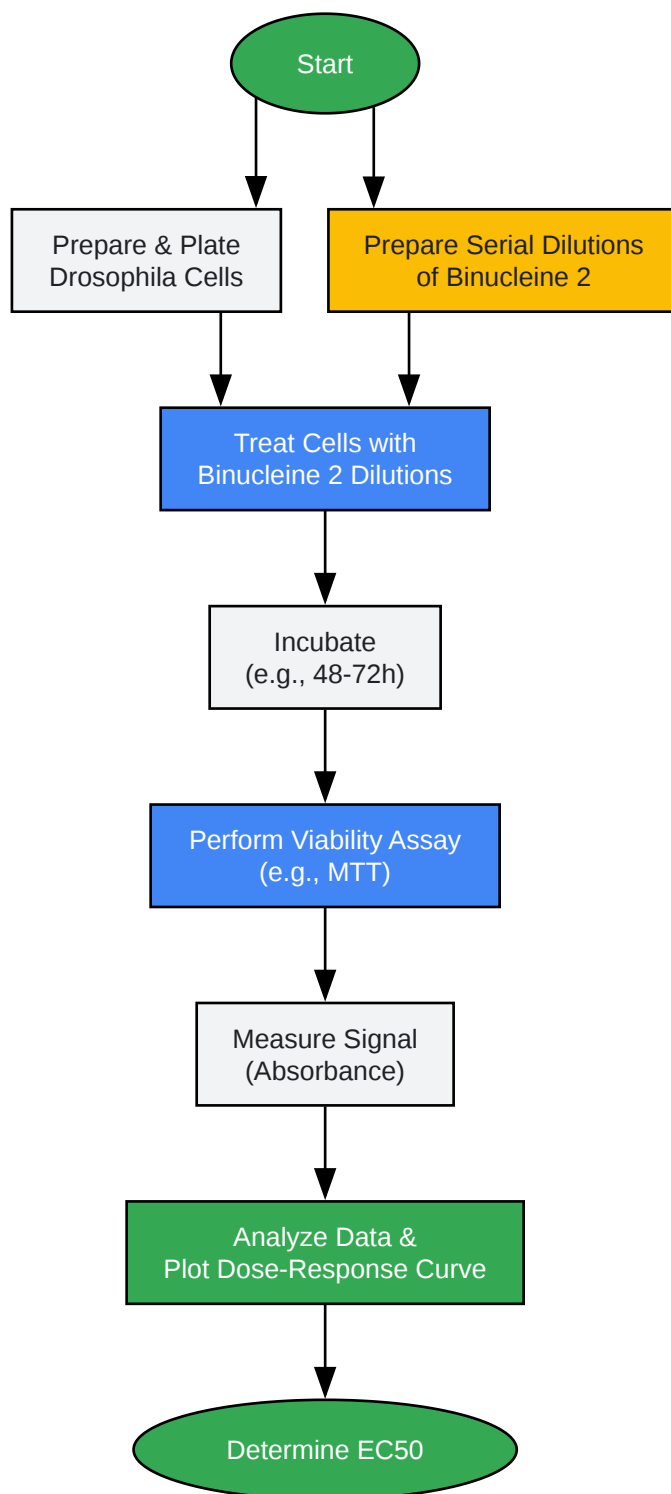 Start
Prepare & Plate
Drosophila Cells
Prepare Serial Dilutions
of Binucleine 2
Treat Cells with
Binucleine 2 Dilutions
Incubate
(e.g., 48-72h)
Perform Viability Assay
(e.g., MTT)
Measure Signal
(Absorbance)
Analyze Data &
Plot Dose-Response Curve
Determine EC50